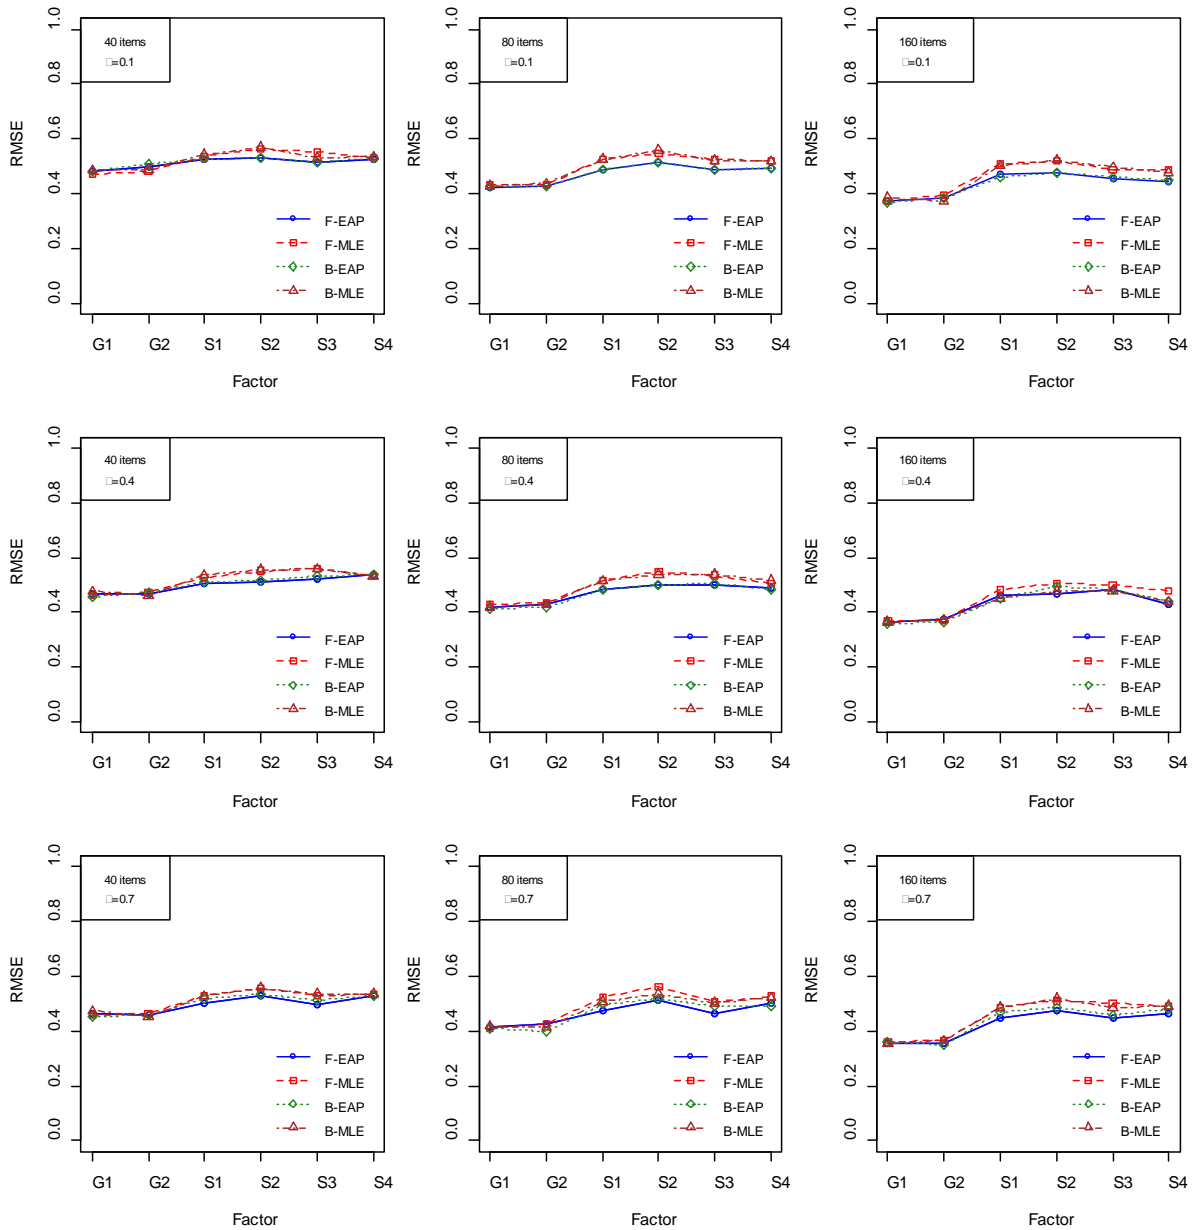 40 items
□=0.1
RMSE
0.0 0.2 0.4 0.6 0.8 1.0
F-EAP
F-MLE
B-EAP
B-MLE
G1 G2 S1 S2 S3 S4
Factor
80 items
□=0.1
RMSE
0.0 0.2 0.4 0.6 0.8 1.0
F-EAP
F-MLE
B-EAP
B-MLE
G1 G2 S1 S2 S3 S4
Factor
160 items
□=0.1
RMSE
0.0 0.2 0.4 0.6 0.8 1.0
F-EAP
F-MLE
B-EAP
B-MLE
G1 G2 S1 S2 S3 S4
Factor
40 items
□=0.4
RMSE
0.0 0.2 0.4 0.6 0.8 1.0
F-EAP
F-MLE
B-EAP
B-MLE
G1 G2 S1 S2 S3 S4
Factor
80 items
□=0.4
RMSE
0.0 0.2 0.4 0.6 0.8 1.0
F-EAP
F-MLE
B-EAP
B-MLE
G1 G2 S1 S2 S3 S4
Factor
160 items
□=0.4
RMSE
0.0 0.2 0.4 0.6 0.8 1.0
F-EAP
F-MLE
B-EAP
B-MLE
G1 G2 S1 S2 S3 S4
Factor
40 items
□=0.7
RMSE
0.0 0.2 0.4 0.6 0.8 1.0
F-EAP
F-MLE
B-EAP
B-MLE
G1 G2 S1 S2 S3 S4
Factor
80 items
□=0.7
RMSE
0.0 0.2 0.4 0.6 0.8 1.0
F-EAP
F-MLE
B-EAP
B-MLE
G1 G2 S1 S2 S3 S4
Factor
160 items
□=0.7
RMSE
0.0 0.2 0.4 0.6 0.8 1.0
F-EAP
F-MLE
B-EAP
B-MLE
G1 G2 S1 S2 S3 S4
Factor